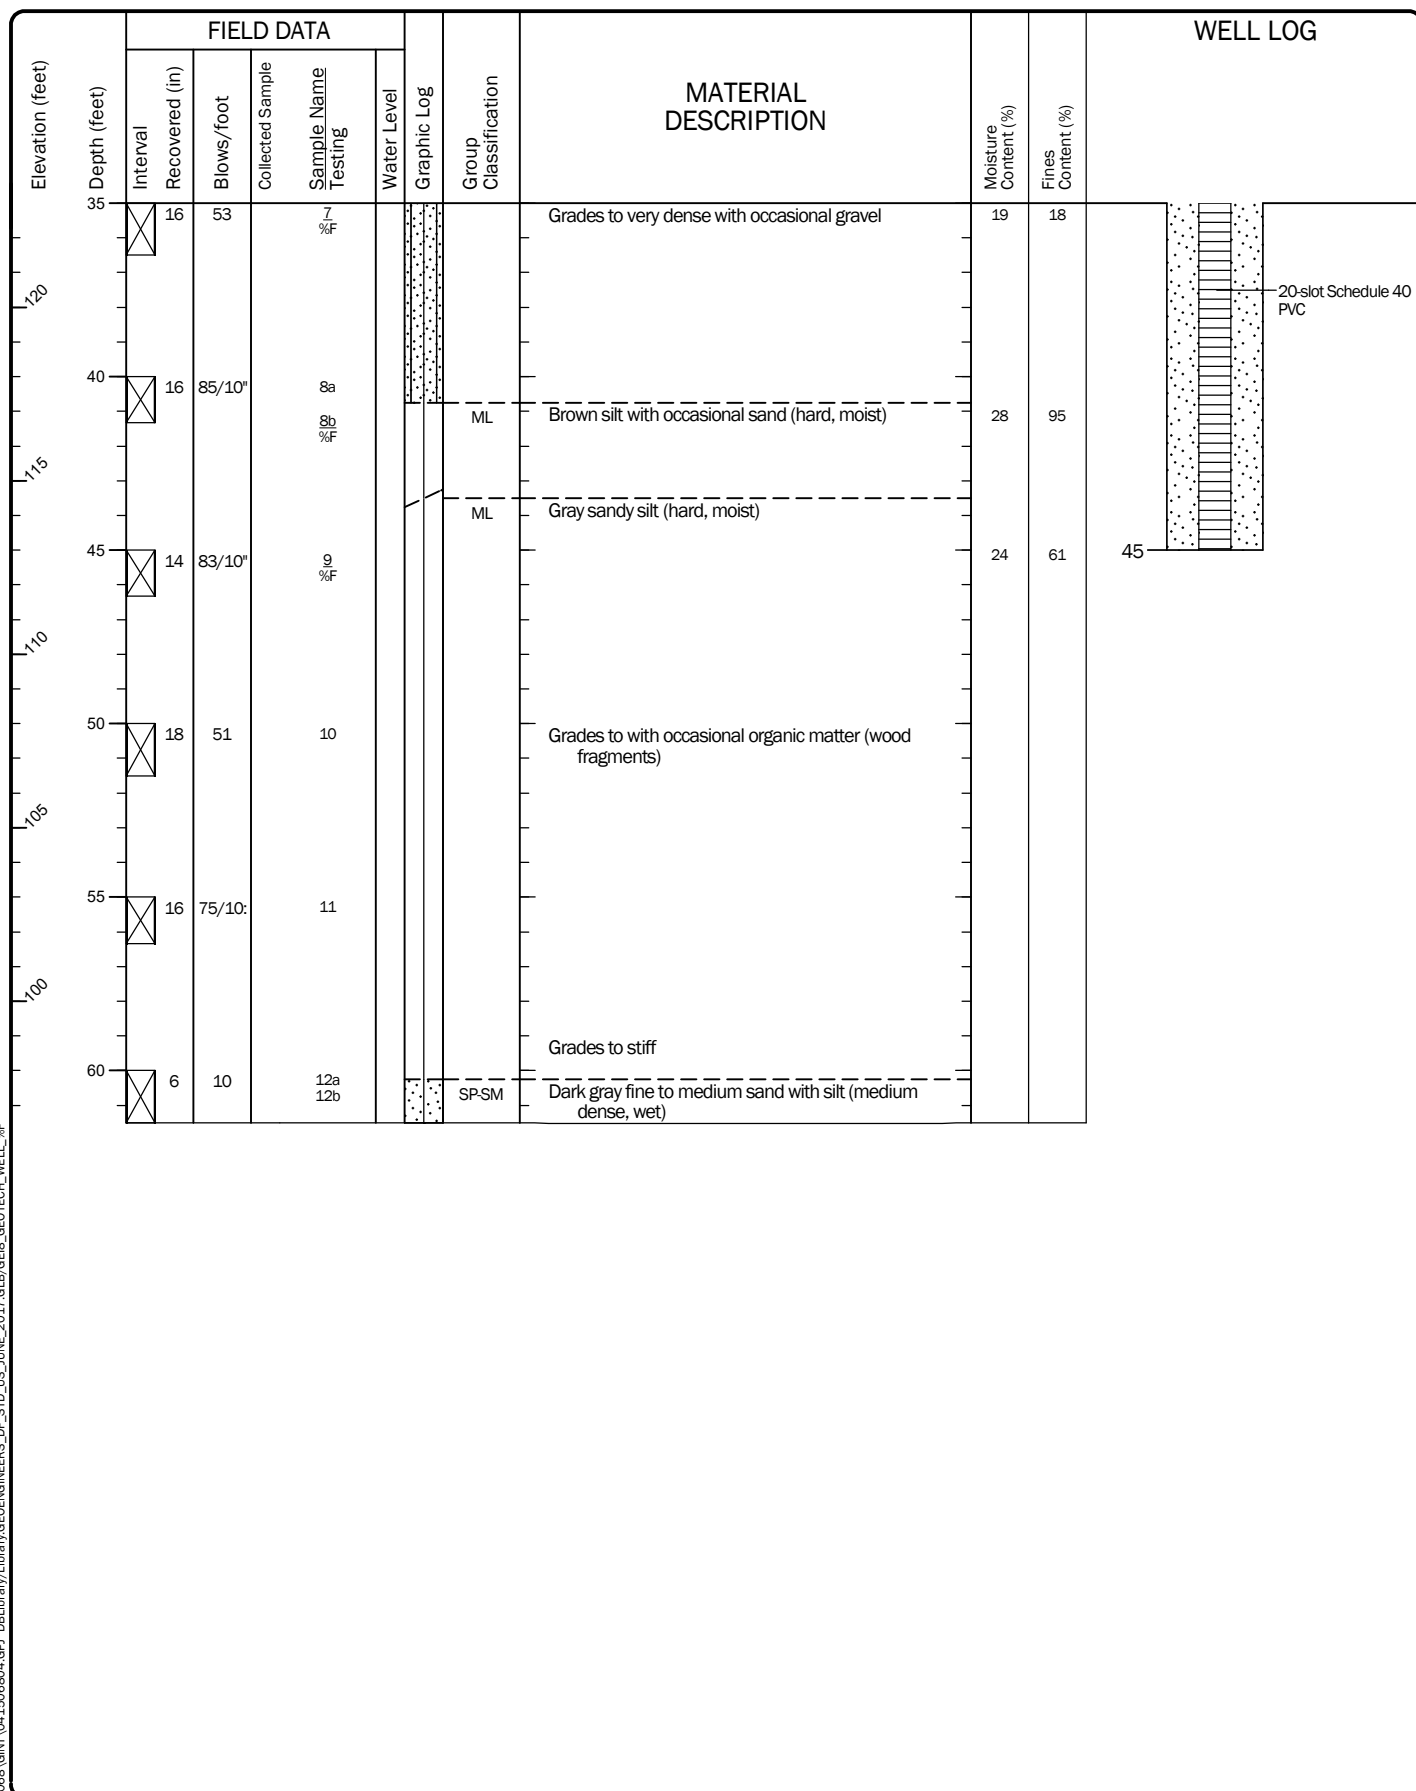 FIELD DATA
WELL LOG
Elevation (feet)
Depth (feet)
Interval
Recovered (in)
Blows/foot
Collected Sample
Sample Name
Testing
Water Level
Graphic Log
Group
Classification
MATERIAL
DESCRIPTION
Moisture
Content (%)
Fines
Content (%)
35
16
53
7
%F
Grades to very dense with occasional gravel
19
18
120
20-slot Schedule 40
PVC
40
16
85/10"
8a
8b
%F
ML
Brown silt with occasional sand (hard, moist)
28
95
115
ML
Gray sandy silt (hard, moist)
45
14
83/10"
9
%F
24
61
45
110
50
18
51
10
Grades to with occasional organic matter (wood
fragments)
105
55
16
75/10:
11
100
Grades to stiff
60
6
10
12a
12b
SP-SM
Dark gray fine to medium sand with silt (medium
dense, wet)